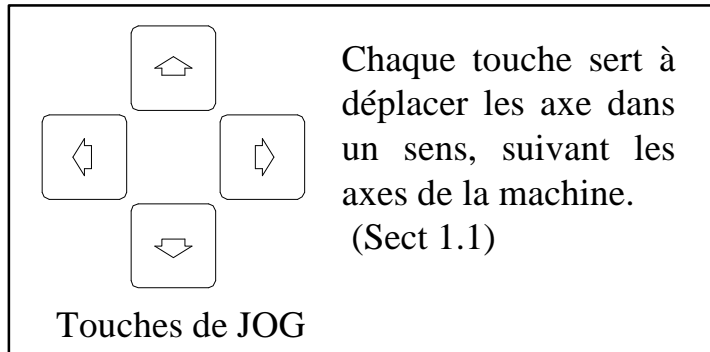 Chaque touche sert à
déplacer les axe dans
un sens, suivant les
axes de la machine.
(Sect 1.1)
Touches de JOG